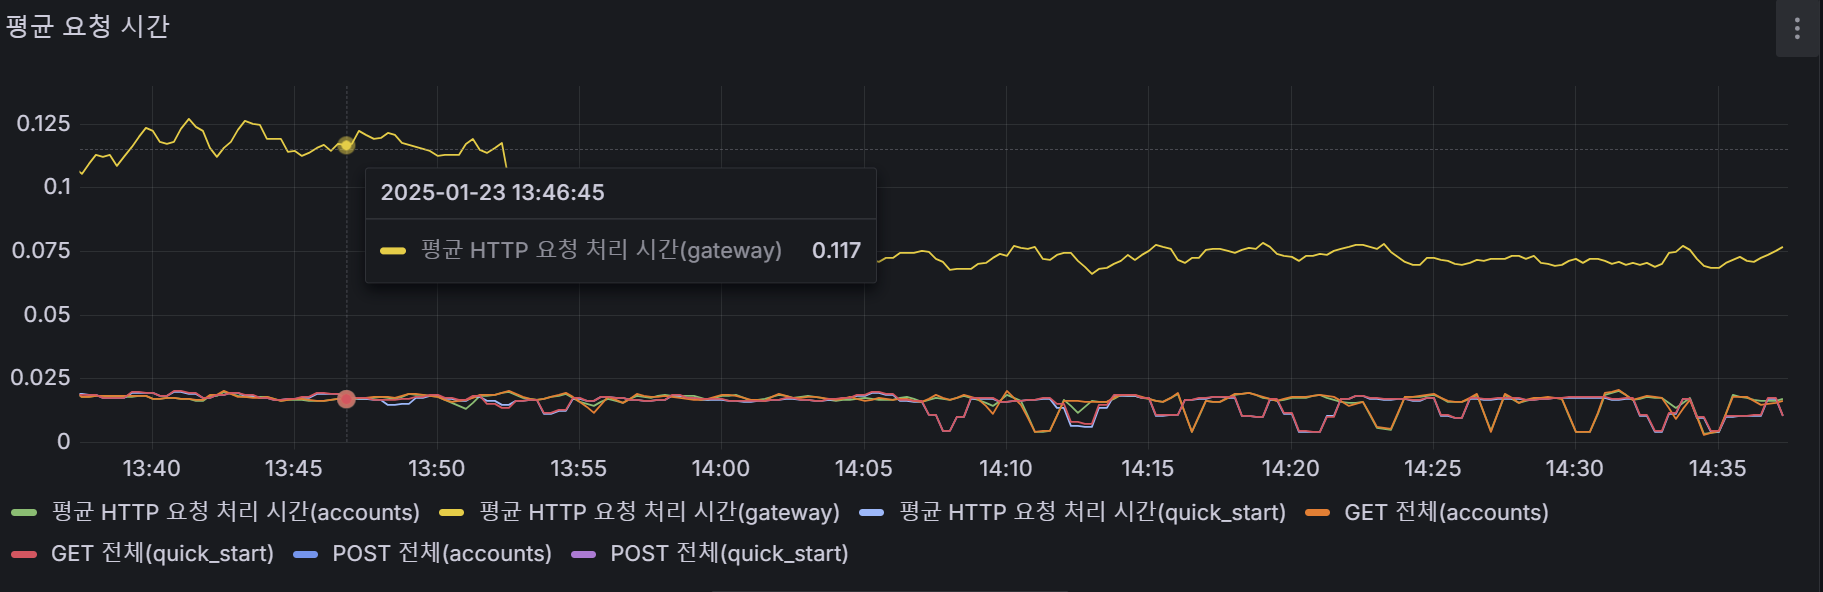 평균 요청 시간
0.125
0.1
0.075
0.05
0.025
0
2025-01-23 13:46:45
평균 HTTP 요청 처리 시간(gateway) 0.117
13:40 13:45 13:50 13:55 14:00 14:05 14:10 14:15 14:20 14:25 14:30 14:35
평균 HTTP 요청 처리 시간(accounts) 평균 HTTP 요청 처리 시간(gateway) 평균 HTTP 요청 처리 시간(quick_start) GET 전체(accounts)
GET 전체(quick_start) POST 전체(accounts) POST 전체(quick_start)